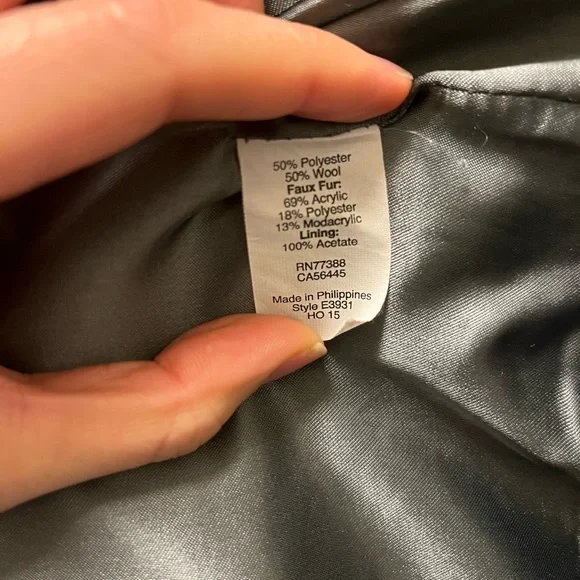 50% Polyester
50% Wool
Faux Fur:
69% Acrylic
18% Polyester
13% Modacrylic
Lining:
100% Acetate
RN77388
CA56445
Made in Philippines
Style E3931
HO 15